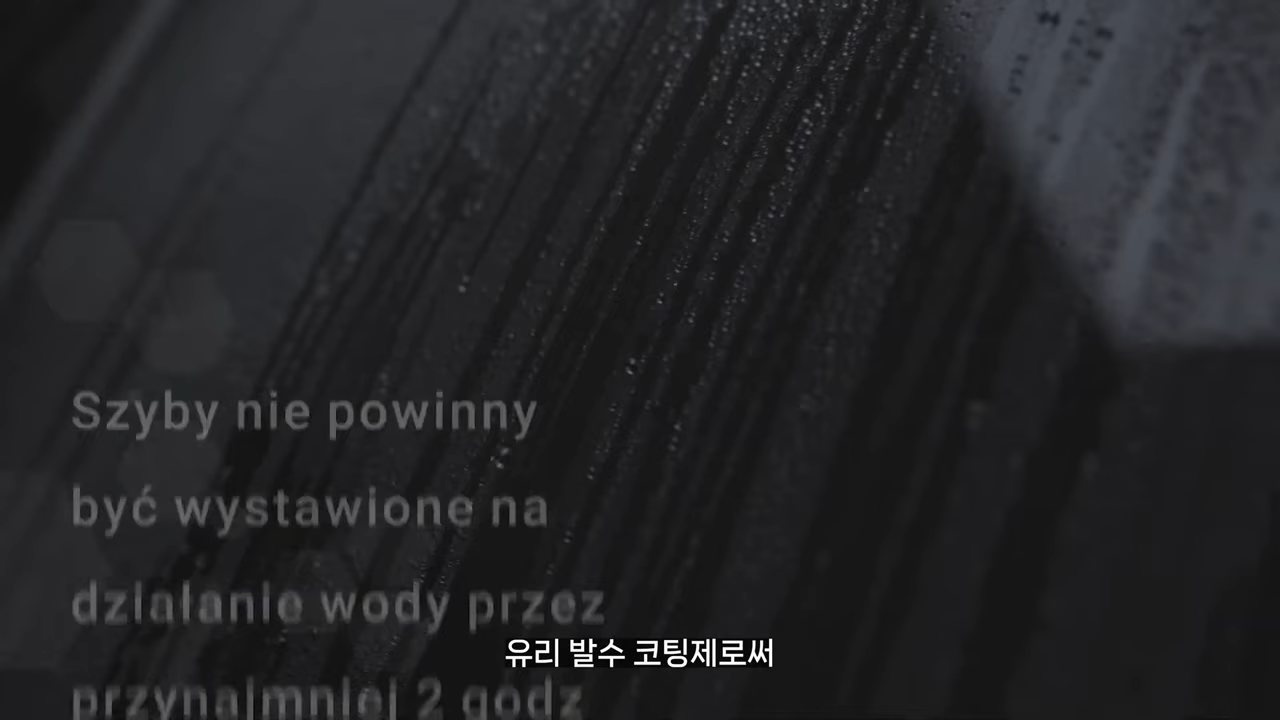 Szyby nie powinny
być wystawione na
działanie wody przez
유리 발수 코팅제로써
przynajmniej 2 godz